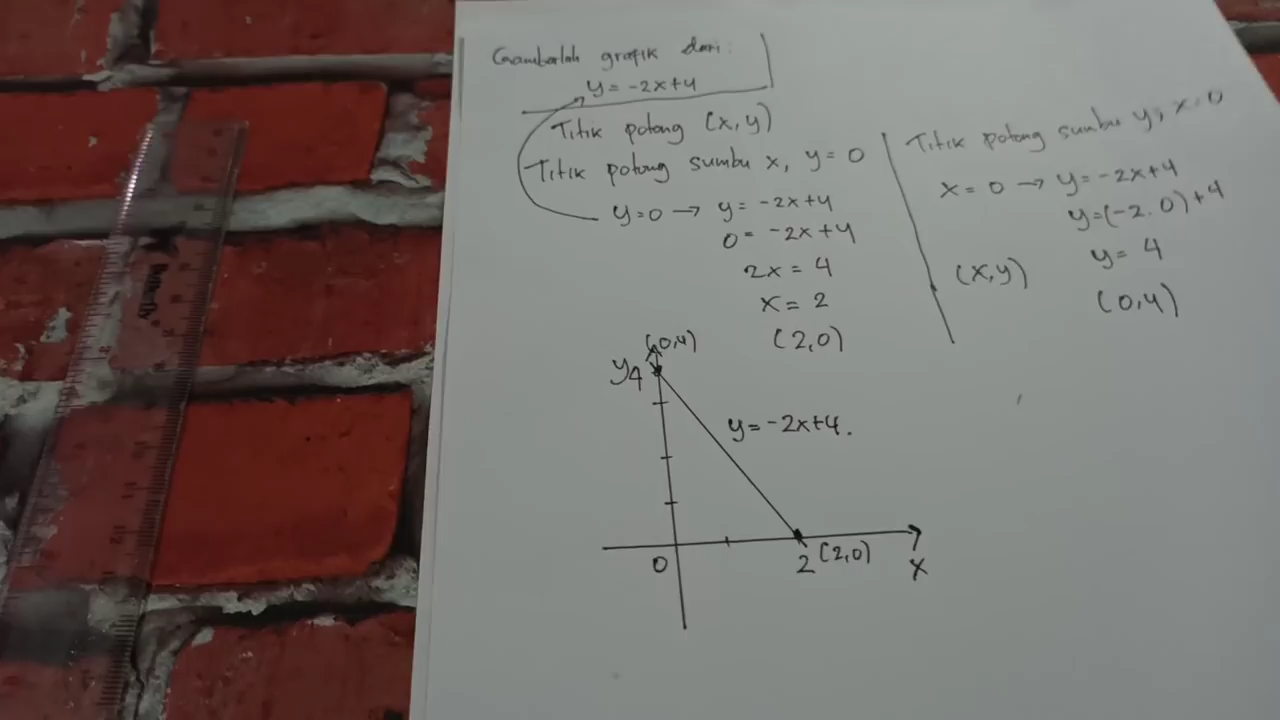 Gambarlah grafik dari:
y = -2x+4
Titik potong (x,y)
Titik potong sumbu x, y = 0
y=0 → y = -2x+4
0 = -2x+4
2x = 4
x = 2
(2,0)
Titik potong sumbu y, x=0
x = 0 → y = -2x+4
y=(-2.0)+4
y = 4
(x,y)
(0,4)
(0,4)
y
4
y=-2x+4.
0
2 (2,0)
x
Butterfly